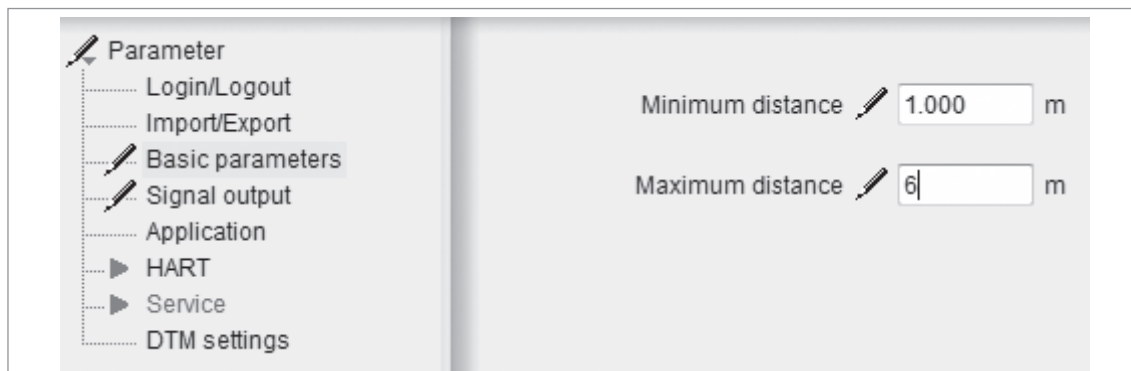 Parameter
Login/Logout
Import/Export
Basic parameters
Signal output
Application
HART
Service
DTM settings
Minimum distance 1.000 m
Maximum distance 6 m